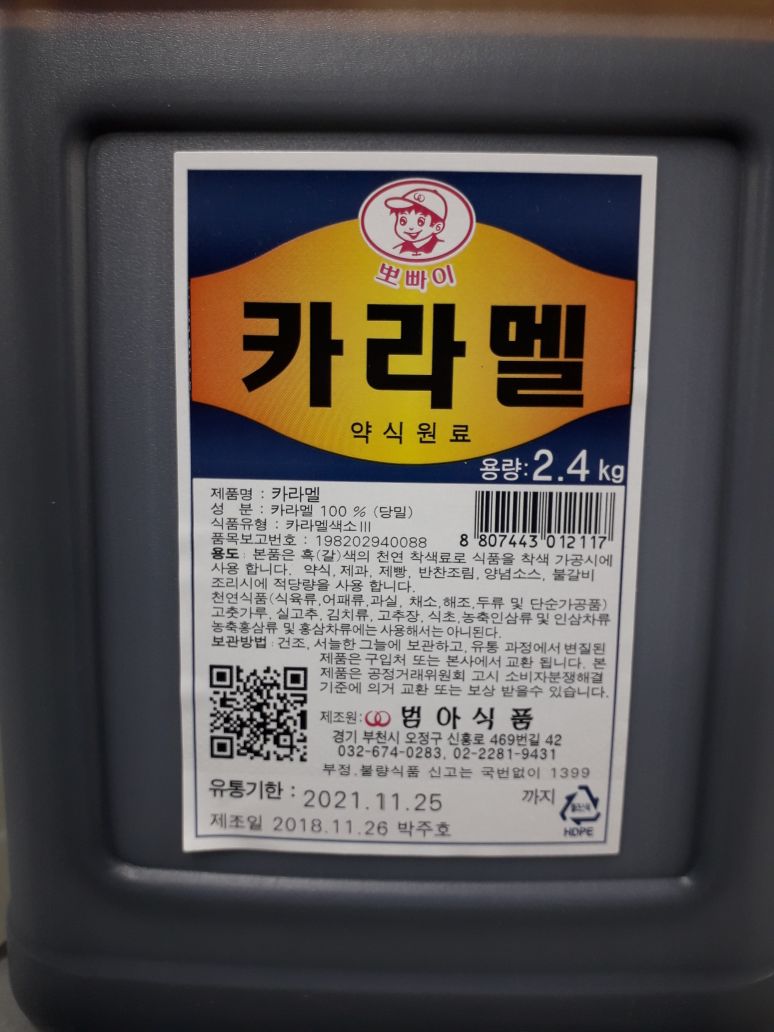 뽀빠이
카라멜
약식원료
용량:2.4 kg
제품명 : 카라멜
성 분 : 카라멜 100 % (당밀)
식품유형 : 카라멜색소Ⅲ
품목보고번호 : 198202940088
8 807443 012117
용도 : 본품은 흑(갈)색의 천연 착색료로 식품을 착색 가공시에
사용 합니다. 약식, 제과, 제빵, 반찬조림, 양념소스, 불갈비
조리시에 적당량을 사용 합니다.
천연식품(식육류,어패류,과실, 채소,해조,두류 및 단순가공품)
고춧가루, 실고추, 김치류, 고추장, 식초,농축인삼류 및 인삼차류
농축홍삼류 및 홍삼차류에는 사용해서는 아니된다.
보관방법 : 건조, 서늘한 그늘에 보관하고, 유통 과정에서 변질된
제품은 구입처 또는 본사에서 교환 됩니다. 본
제품은 공정거래위원회 고시 소비자분쟁해결
기준에 의거 교환 또는 보상 받을수 있습니다.
제조원: 범아식품
경기 부천시 오정구 신흥로 469번길 42
032-674-0283, 02-2281-9431
부정.불량식품 신고는 국번없이 1399
유통기한 : 2021.11.25 까지
제조일 2018.11.26 박주호
HDPE